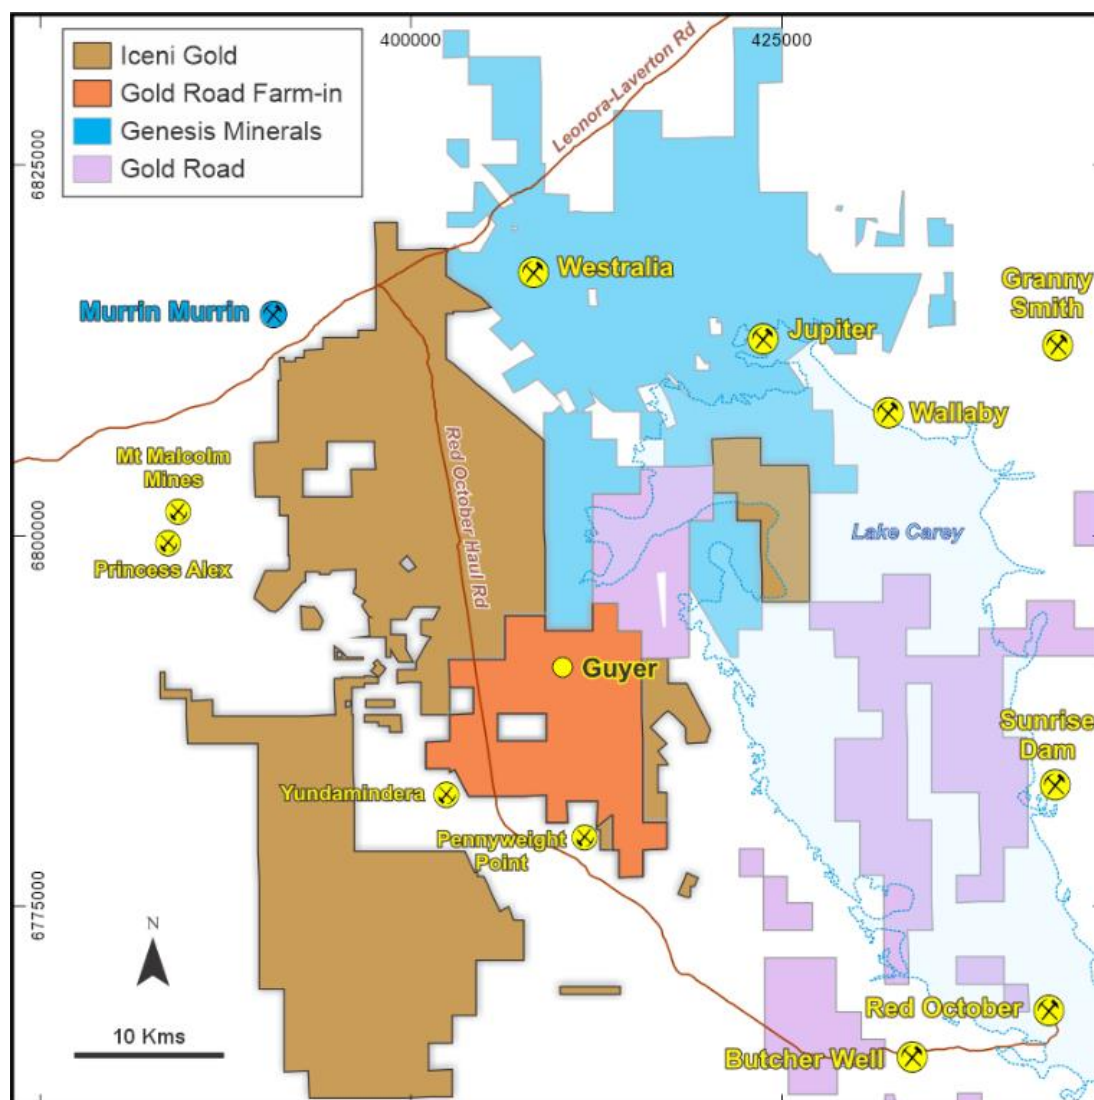 400000
425000
Iceni Gold
Gold Road Farm-in
Genesis Minerals
Gold Road
Leonora-Laverton Rd
6825000
Westralia
Granny
Smith
Murrin Murrin
Jupiter
Wallaby
Red October Haul Rd
Mt Malcolm
Mines
6800000
Lake Carey
Princess Alex
Guyer
Sunrise
Dam
Yundamindera
Pennyweight
Point
6775000
N
Red October
10 Kms
Butcher Well